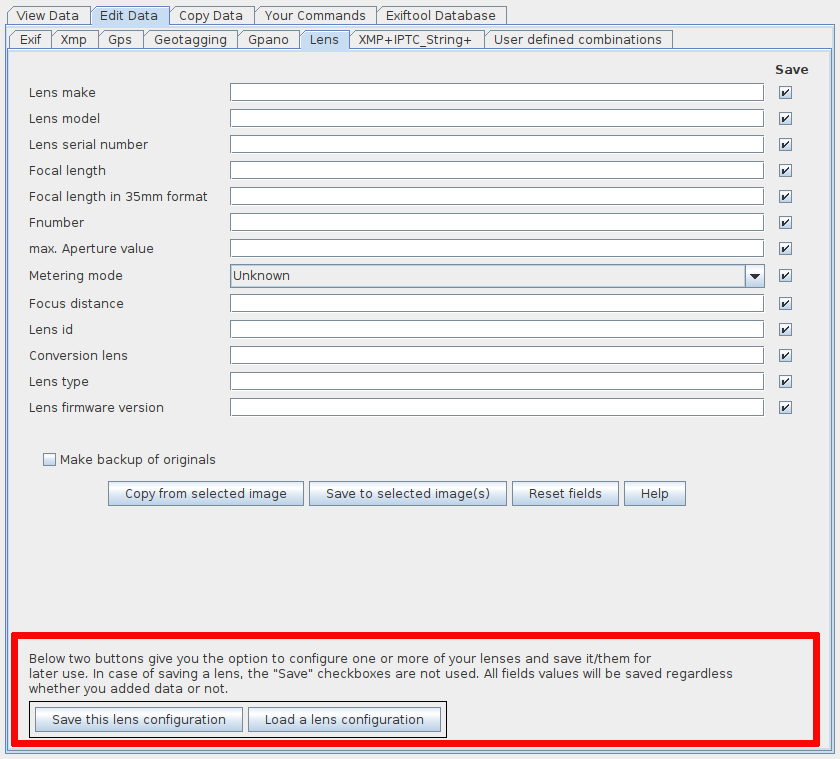 View Data Edit Data Copy Data Your Commands Exiftool Database
Exif Xmp Gps Geotagging Gpano Lens XMP+IPTC_String+ User defined combinations
Save
Lens make
Lens model
Lens serial number
Focal length
Focal length in 35mm format
Fnumber
max. Aperture value
Metering mode Unknown
Focus distance
Lens id
Conversion lens
Lens type
Lens firmware version
Make backup of originals
Copy from selected image Save to selected image(s) Reset fields Help
Below two buttons give you the option to configure one or more of your lenses and save it/them for
later use. In case of saving a lens, the "Save" checkboxes are not used. All fields values will be saved regardless
whether you added data or not.
Save this lens configuration Load a lens configuration